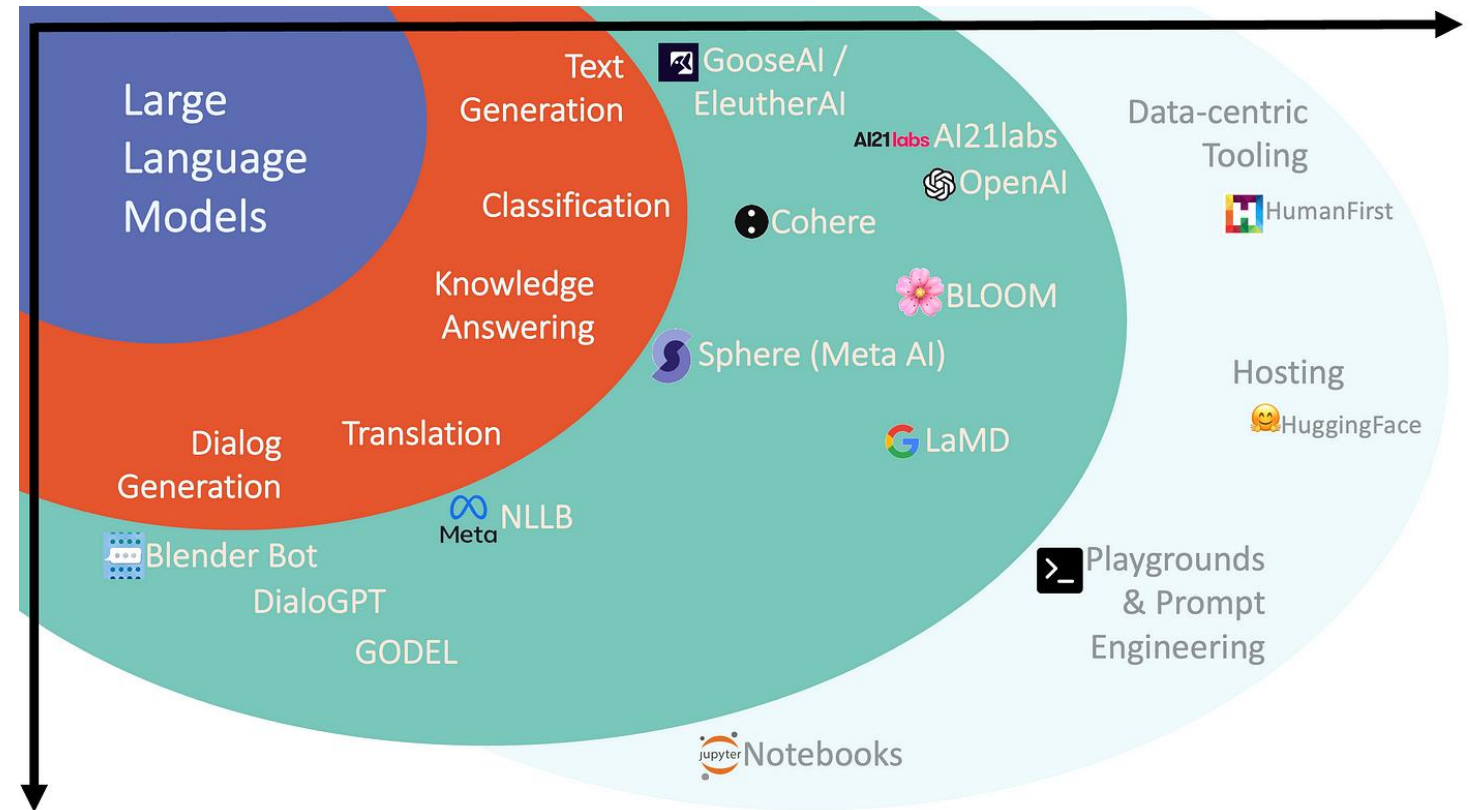 Large
Language
Models
Text
Generation
Classification
Knowledge
Answering
Translation
Dialog
Generation
GooseAI /
EleutherAI
AI21labs AI21labs
OpenAI
Cohere
BLOOM
Sphere (Meta AI)
LaMD
Meta
NLLB
Blender Bot
DialoGPT
GODEL
Data-centric
Tooling
H HumanFirst
Hosting
HuggingFace
>_ Playgrounds
& Prompt
Engineering
jupyter Notebooks